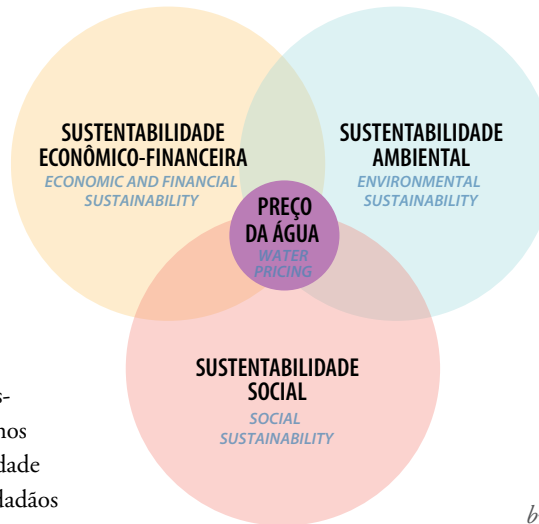 SUSTENTABILIDADE
ECONÔMICO-FINANCEIRA
ECONOMIC AND FINANCIAL
SUSTAINABILITY
SUSTENTABILIDADE
AMBIENTAL
ENVIRONMENTAL
SUSTAINABILITY
PREÇO
DA ÁGUA
WATER
PRICING
SUSTENTABILIDADE
SOCIAL
SOCIAL
SUSTAINABILITY
s-
nos
dade
dadãos
b